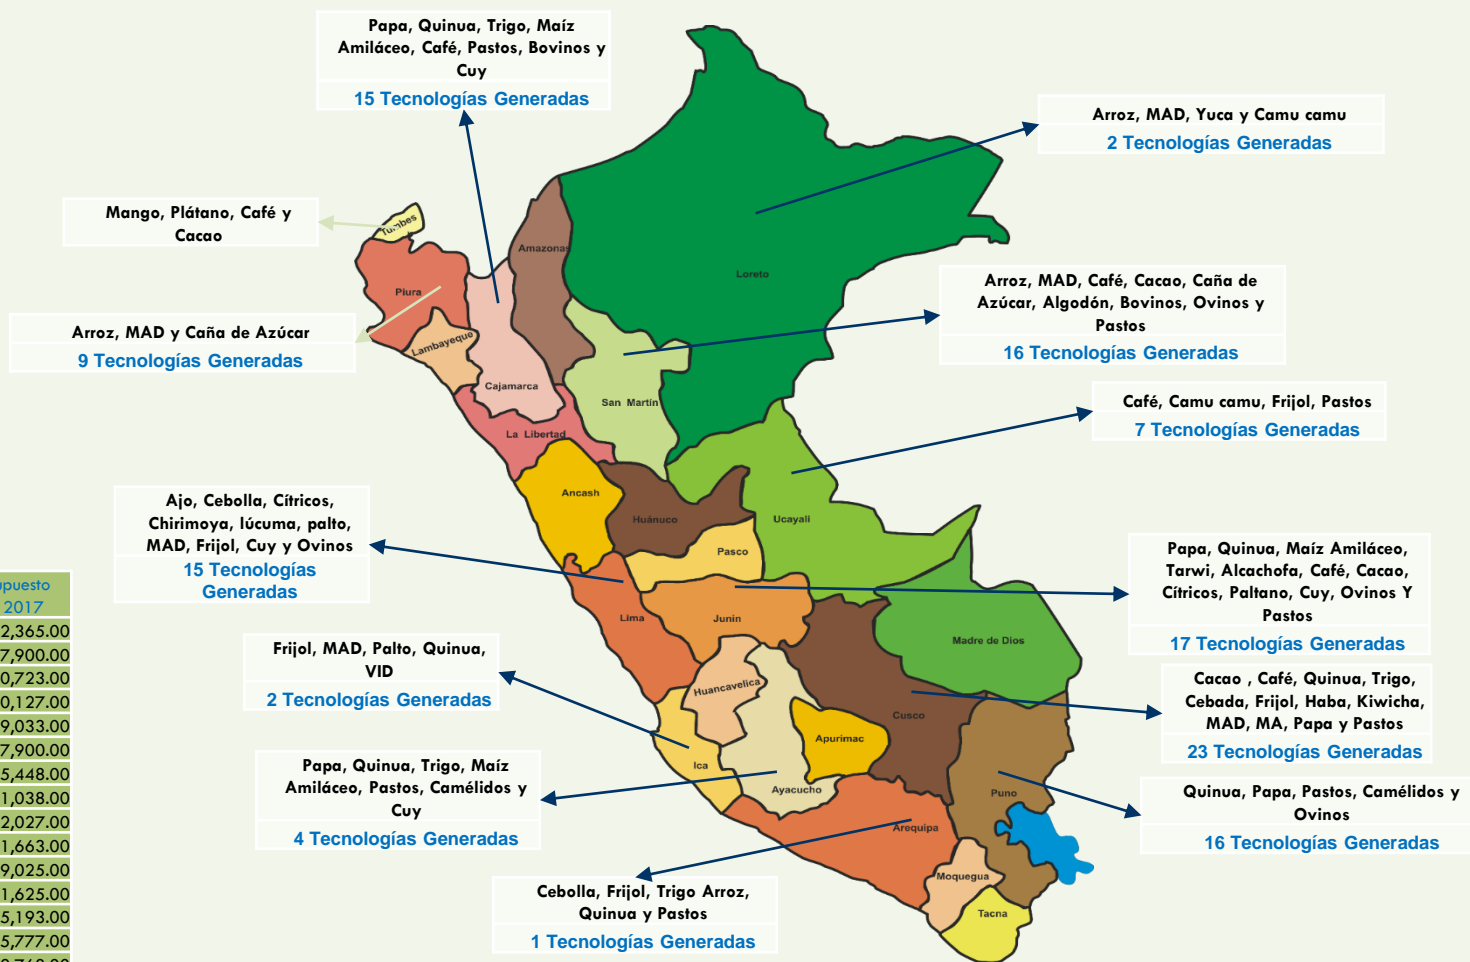 Papa, Quinua, Trigo, Maíz
Amiláceo, Café, Pastos, Bovinos y
Cuy
15 Tecnologías Generadas
Arroz, MAD, Yuca y Camu camu
2 Tecnologías Generadas
Mango, Plátano, Café y
Cacao
Arroz, MAD y Caña de Azúcar
9 Tecnologías Generadas
Arroz, MAD, Café, Cacao, Caña de
Azúcar, Algodón, Bovinos, Ovinos y
Pastos
16 Tecnologías Generadas
Café, Camu camu, Frijol, Pastos
7 Tecnologías Generadas
Ajo, Cebolla, Cítricos,
Chirimoya, lúcuma, palto,
MAD, Frijol, Cuy y Ovinos
15 Tecnologías
Generadas
Papa, Quinua, Maíz Amiláceo,
Tarwi, Alcachofa, Café, Cacao,
Cítricos, Paltano, Cuy, Ovinos Y
Pastos
17 Tecnologías Generadas
Frijol, MAD, Palto, Quinua,
VID
2 Tecnologías Generadas
Cacao , Café, Quinua, Trigo,
Cebada, Frijol, Haba, Kiwicha,
MAD, MA, Papa y Pastos
23 Tecnologías Generadas
Papa, Quinua, Trigo, Maíz
Amiláceo, Pastos, Camélidos y
Cuy
4 Tecnologías Generadas
Quinua, Papa, Pastos, Camélidos y
Ovinos
16 Tecnologías Generadas
Cebolla, Frijol, Trigo Arroz,
Quinua y Pastos
1 Tecnologías Generadas
Tumbes
Piura
Lambayeque
Cajamarca
Amazonas
Loreto
San Martín
La Libertad
Ancash
Huánuco
Ucayali
Pasco
Lima
Junín
Madre de Dios
Huancavelica
Cusco
Apurimac
Ica
Ayacucho
Puno
Arequipa
Moquegua
Tacna
upuesto
2017
2,365.00
7,900.00
0,723.00
0,127.00
9,033.00
7,900.00
5,448.00
1,038.00
2,027.00
1,663.00
9,025.00
1,625.00
5,193.00
5,777.00